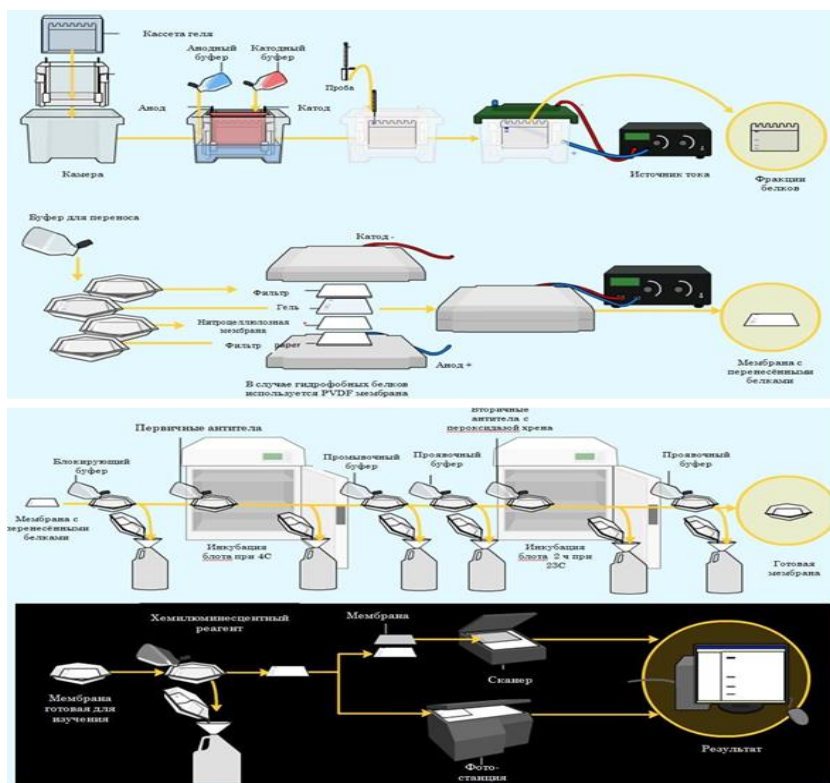 Кассета геля
Анодный
буфер
Катодный
буфер
Проба
Анод
Катод
Камера
Источник тока
Фракции
белков
Буфер для переноса
Катод -
Фильтр
Гель
Нитроцеллюлозная
мембрана
Фильтр paper
Анод +
В случае гидрофобных белков
используется PVDF мембрана
Мембрана с
перенесёнными
белками
Первичные антитела
Вторичные
антитела с
пероксидазой хрена
Блокирующий
буфер
Промывочный
буфер
Проявочный
буфер
Проявочный
буфер
Мембрана с
перенесёнными
белками
Инкубация
блота при 4С
Инкубация
блота 2 ч при
23С
Готовая
мембрана
Хемилюминесцентный
реагент
Мембрана
Сканер
Мембрана
готовая для
изучения
Фото-
станция
Результат